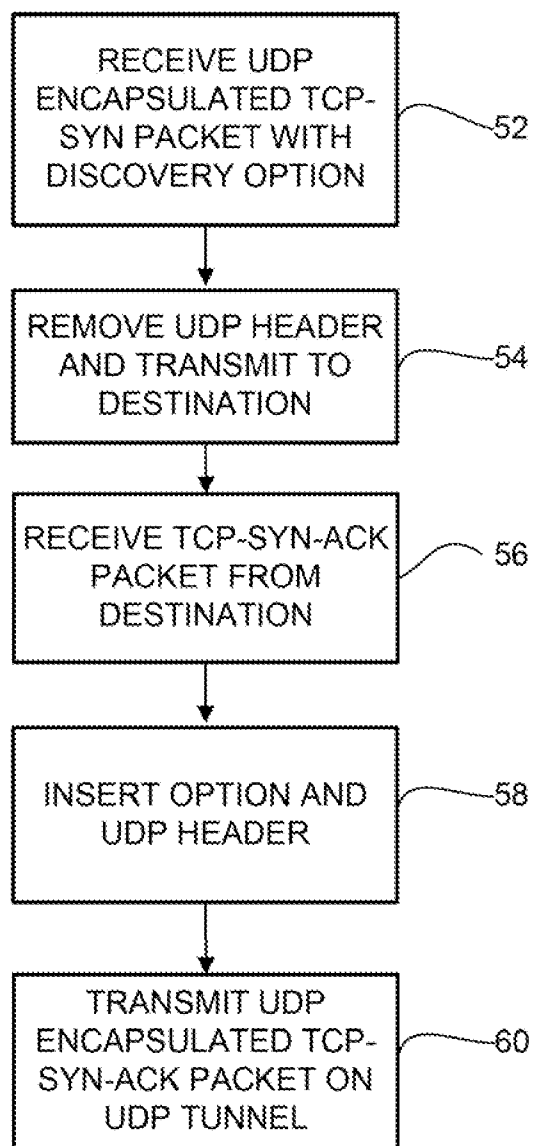 RECEIVE UDP
ENCAPSULATED TCP-
SYN PACKET WITH
DISCOVERY OPTION
52
REMOVE UDP HEADER
AND TRANSMIT TO
DESTINATION
54
RECEIVE TCP-SYN-ACK
PACKET FROM
DESTINATION
56
INSERT OPTION AND
UDP HEADER
58
TRANSMIT UDP
ENCAPSULATED TCP-
SYN-ACK PACKET ON
UDP TUNNEL
60